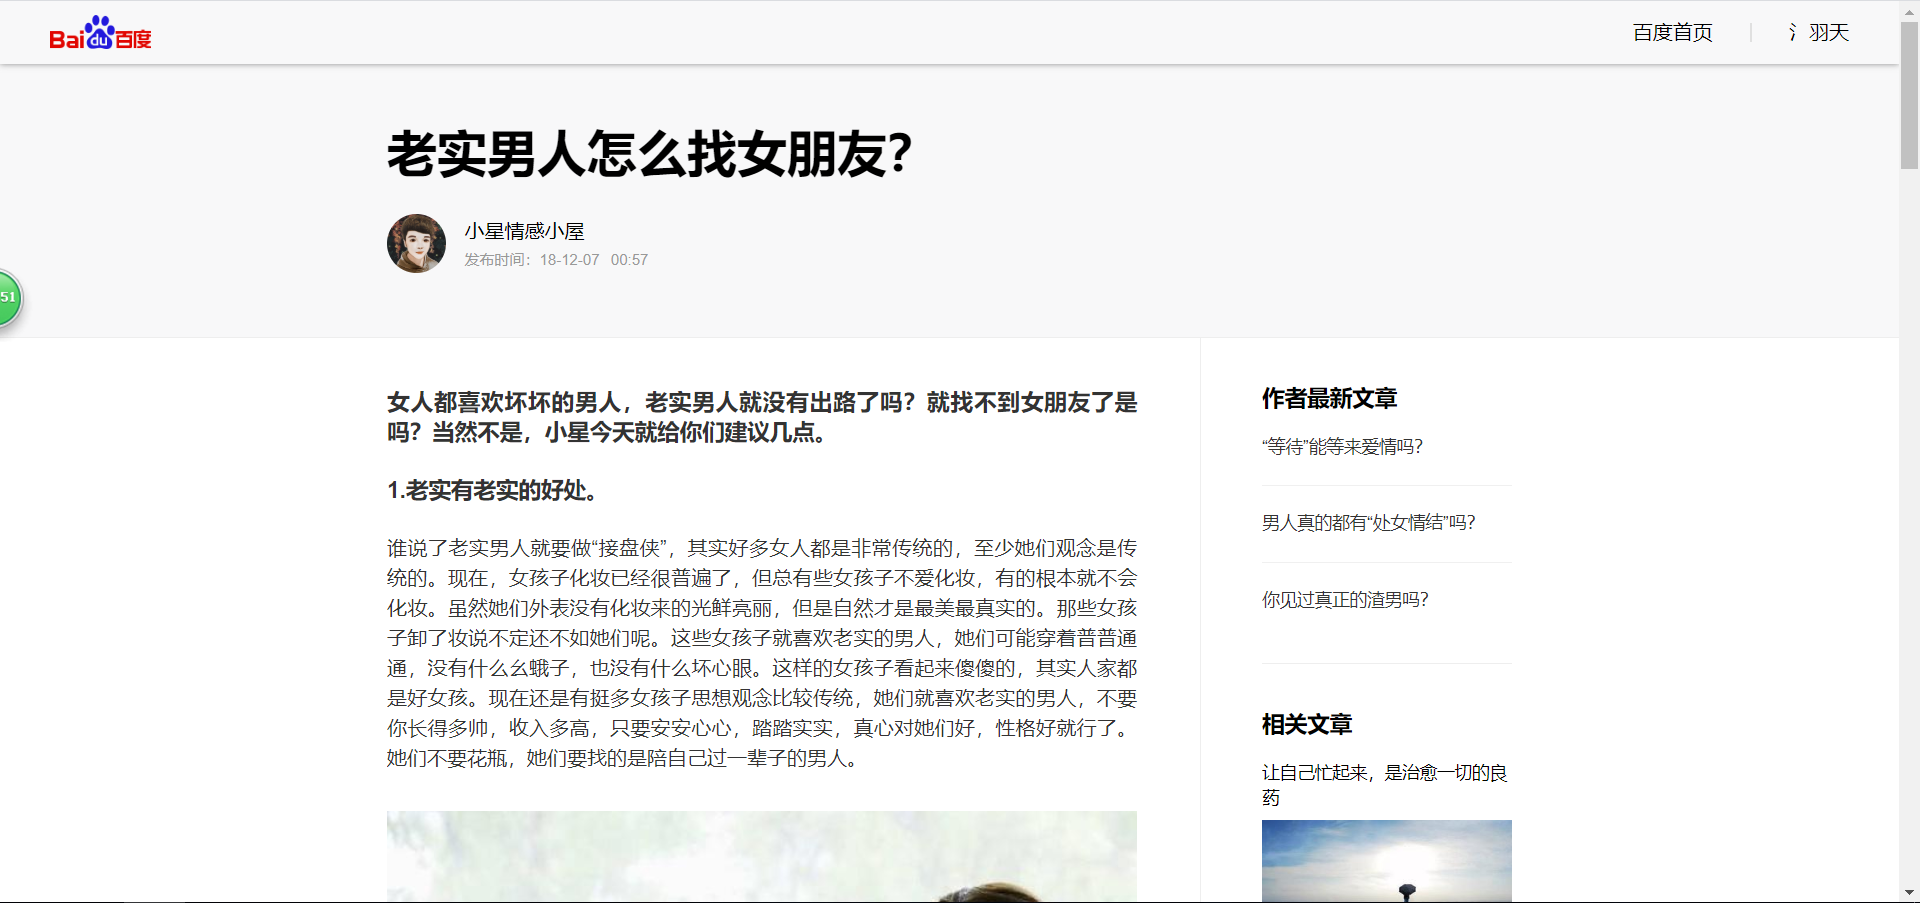 Bai du 百度
百度首页
氵羽天
老实男人怎么找女朋友?
小星情感小屋
发布时间：18-12-07 00:57
51
女人都喜欢坏坏的男人，老实男人就没有出路了吗？就找不到女朋友了是
吗？当然不是，小星今天就给你们建议几点。
1.老实有老实的好处。
谁说了老实男人就要做“接盘侠”，其实好多女人都是非常传统的，至少她们观念是传
统的。现在，女孩子化妆已经很普遍了，但总有些女孩子不爱化妆，有的根本就不会
化妆。虽然她们外表没有化妆来的光鲜亮丽，但是自然才是最美最真实的。那些女孩
子卸了妆说不定还不如她们呢。这些女孩子就喜欢老实的男人，她们可能穿着普普通
通，没有什么幺蛾子，也没有什么坏心眼。这样的女孩子看起来傻傻的，其实人家都
是好女孩。现在还是有挺多女孩子思想观念比较传统，她们就喜欢老实的男人，不要
你长得多帅，收入多高，只要安安心心，踏踏实实，真心对她们好，性格好就行了。
她们不要花瓶，她们要找的是陪自己过一辈子的男人。
作者最新文章
“等待”能等来爱情吗？
男人真的都有“处女情结”吗？
你见过真正的渣男吗？
相关文章
让自己忙起来，是治愈一切的良
药